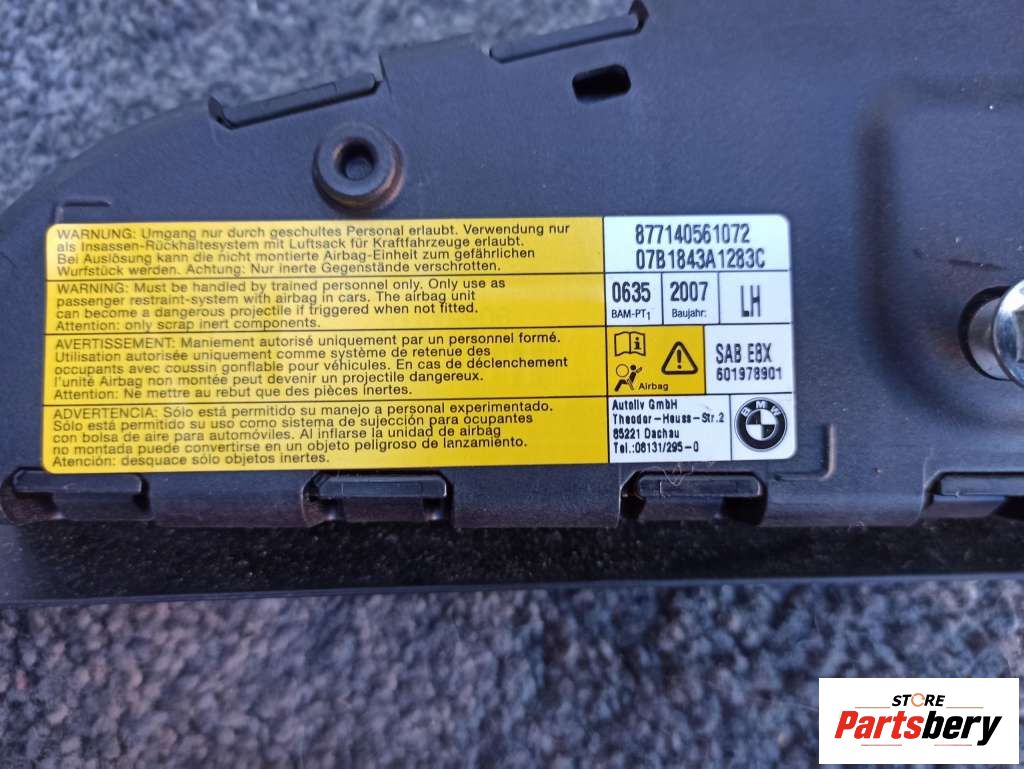 WARNUNG: Umgang nur durch geschultes Personal erlaubt. Verwendung nur
als Insassen-Rückhaltesystem mit Luftsack für Kraftfahrzeuge erlaubt.
Bei Auslösung kann die nicht montierte Airbag-Einheit zum gefährlichen
Wurfstück werden. Achtung: Nur inerte Gegenstände verschrotten.
WARNING: Must be handled by trained personnel only. Only use as
passenger restraint-system with airbag in cars. The airbag unit
can become a dangerous projectile if triggered when not fitted.
Attention: only scrap inert components.
AVERTISSEMENT: Maniement autorisé uniquement par un personnel formé.
Utilisation autorisée uniquement comme système de retenue des
occupants avec coussin gonflable pour véhicules. En cas de déclenchement
l'unité Airbag non montée peut devenir un projectile dangereux.
Attention: Ne mettre au rebut que des pièces inertes.
ADVERTENCIA: Sólo está permitido su manejo a personal experimentado.
Sólo está permitido su uso como sistema de sujección para ocupantes
con bolsa de aire para automóviles. Al inflarse la unidad de airbag
no montada puede convertirse en un objeto peligroso de lanzamiento.
Atención: desguace sólo objetos inertes.
877140561072
07B1843A1283C
0635
BAM-PT1
2007
Baujahr:
LH
Airbag
SAB E8X
601978901
Autoliv GmbH
Theodor-Heuss-Str.2
85221 Dachau
Tel.:08131/295-0
BMW
STORE
Partsbery